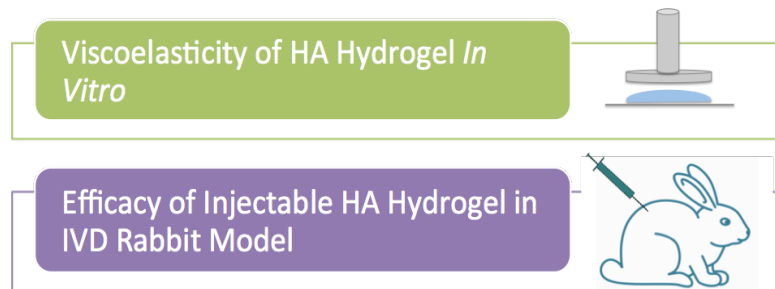 Viscoelasticity of HA Hydrogel In
Vitro
Efficacy of Injectable HA Hydrogel in
IVD Rabbit Model